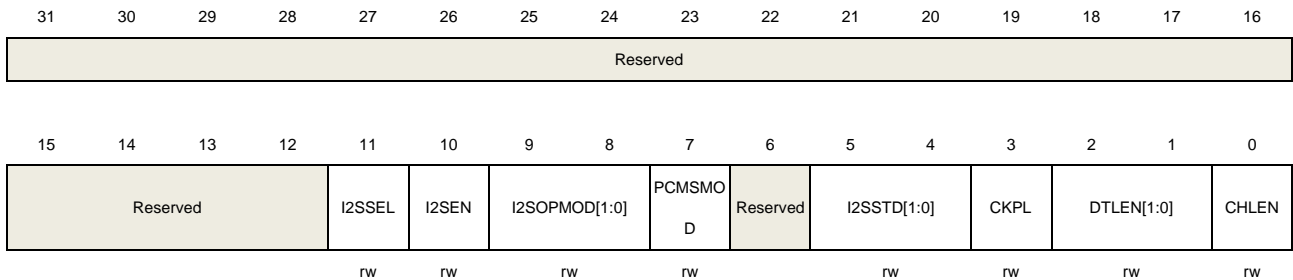 31 30 29 28 27 26 25 24 23 22 21 20 19 18 17 16
Reserved
15 14 13 12 11 10 9 8 7 6 5 4 3 2 1 0
Reserved I2SSEL I2SEN I2SOPMOD[1:0] PCMSMO
D Reserved I2SSTD[1:0] CKPL DTLEN[1:0] CHLEN
rw rw rw rw rw rw rw rw